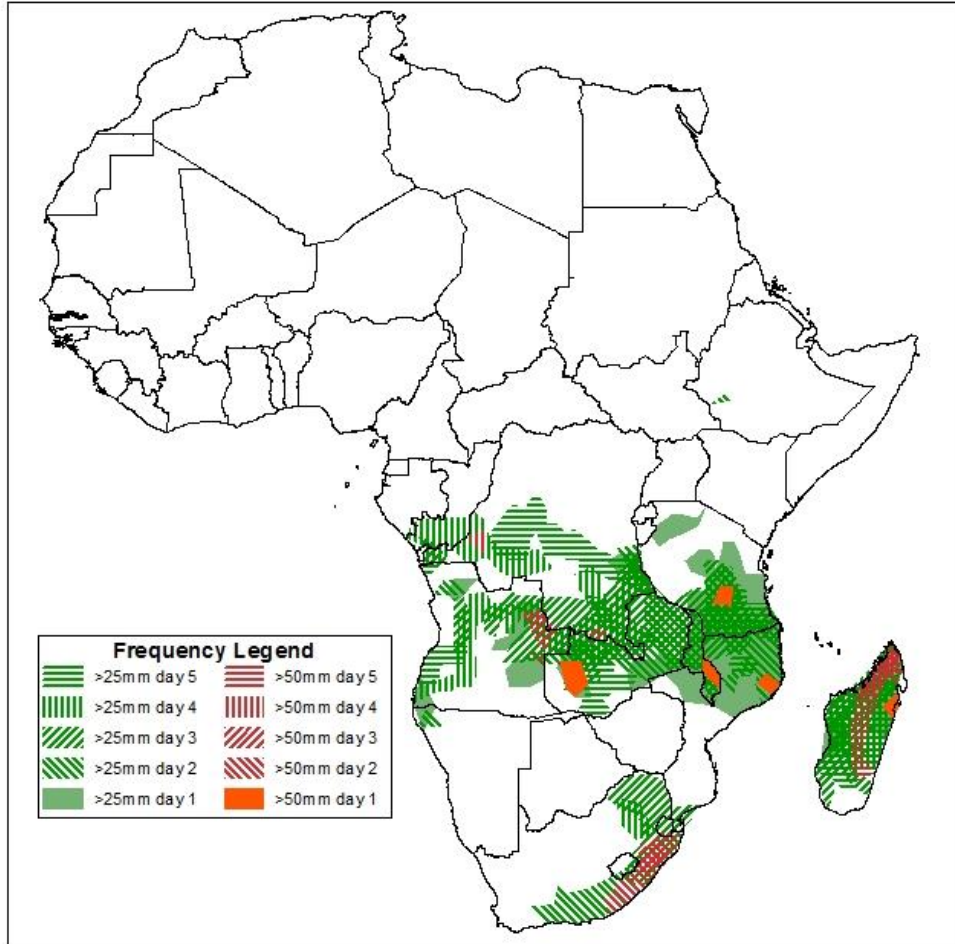 Frequency Legend
>25mm day 5 >50mm day 5
>25mm day 4 >50mm day 4
>25mm day 3 >50mm day 3
>25mm day 2 >50mm day 2
>25mm day 1 >50mm day 1